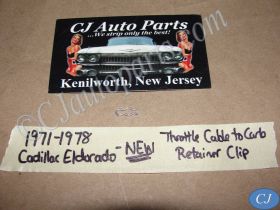 CJ Auto Parts
...We strip only the best!
Kenilworth, New Jersey
© CJautoparts.com
1971-1978
Cadillac Eldorado - NEW
Throttle Cable to Carb
Retainer Clip
CJ